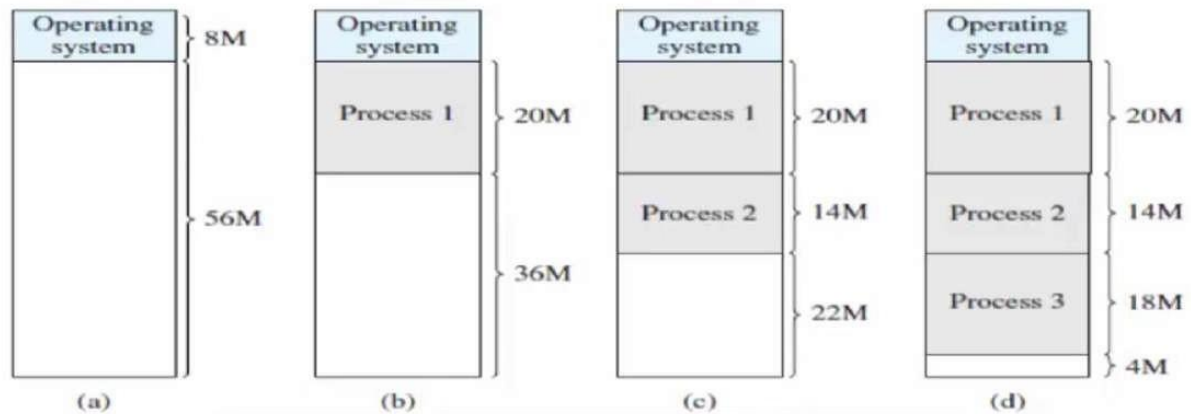 Operating
system
8M
56M
(a)
Operating
system
Process 1
20M
36M
(b)
Operating
system
Process 1
20M
Process 2
14M
22M
(c)
Operating
system
Process 1
20M
Process 2
14M
Process 3
18M
4M
(d)